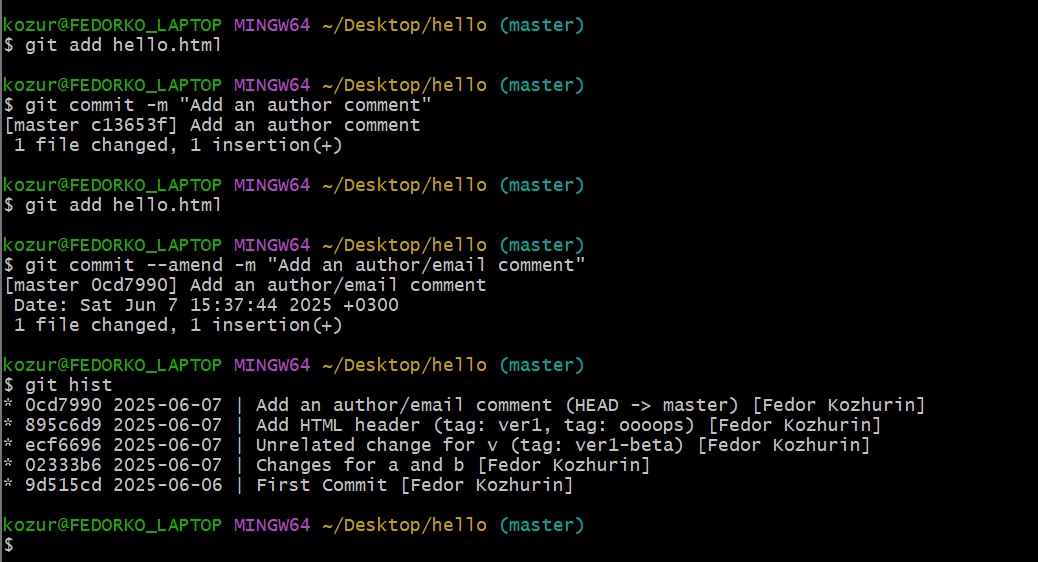 kozur@FEDORKO_LAPTOP MINGW64 ~/Desktop/hello (master)
$ git add hello.html
kozur@FEDORKO_LAPTOP MINGW64 ~/Desktop/hello (master)
$ git commit -m "Add an author comment"
[master c13653f] Add an author comment
 1 file changed, 1 insertion(+)
kozur@FEDORKO_LAPTOP MINGW64 ~/Desktop/hello (master)
$ git add hello.html
kozur@FEDORKO_LAPTOP MINGW64 ~/Desktop/hello (master)
$ git commit --amend -m "Add an author/email comment"
[master 0cd7990] Add an author/email comment
 Date: Sat Jun 7 15:37:44 2025 +0300
 1 file changed, 1 insertion(+)
kozur@FEDORKO_LAPTOP MINGW64 ~/Desktop/hello (master)
$ git hist
* 0cd7990 2025-06-07 | Add an author/email comment (HEAD -> master) [Fedor Kozhurin]
* 895c6d9 2025-06-07 | Add HTML header (tag: ver1, tag: oooops) [Fedor Kozhurin]
* ecf6696 2025-06-07 | Unrelated change for v (tag: ver1-beta) [Fedor Kozhurin]
* 02333b6 2025-06-07 | Changes for a and b [Fedor Kozhurin]
* 9d515cd 2025-06-06 | First Commit [Fedor Kozhurin]
kozur@FEDORKO_LAPTOP MINGW64 ~/Desktop/hello (master)
$